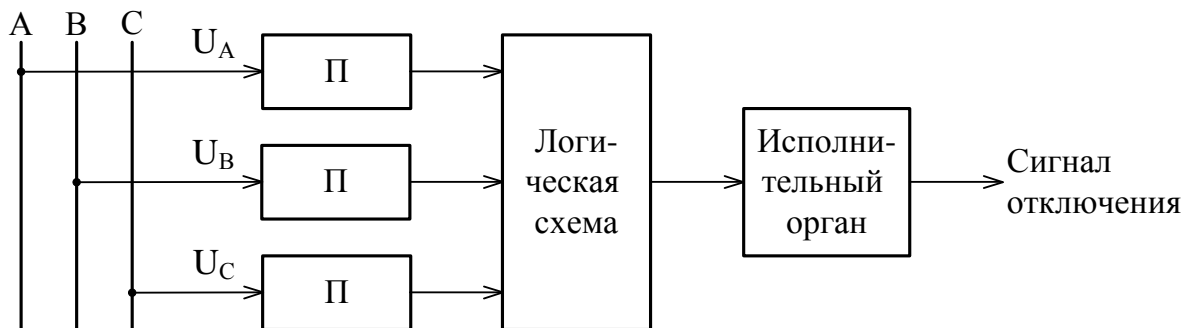 A B C
U_A
П
U_B
П
U_C
П
Логи-
ческая
схема
Исполни-
тельный
орган
Сигнал
отключения